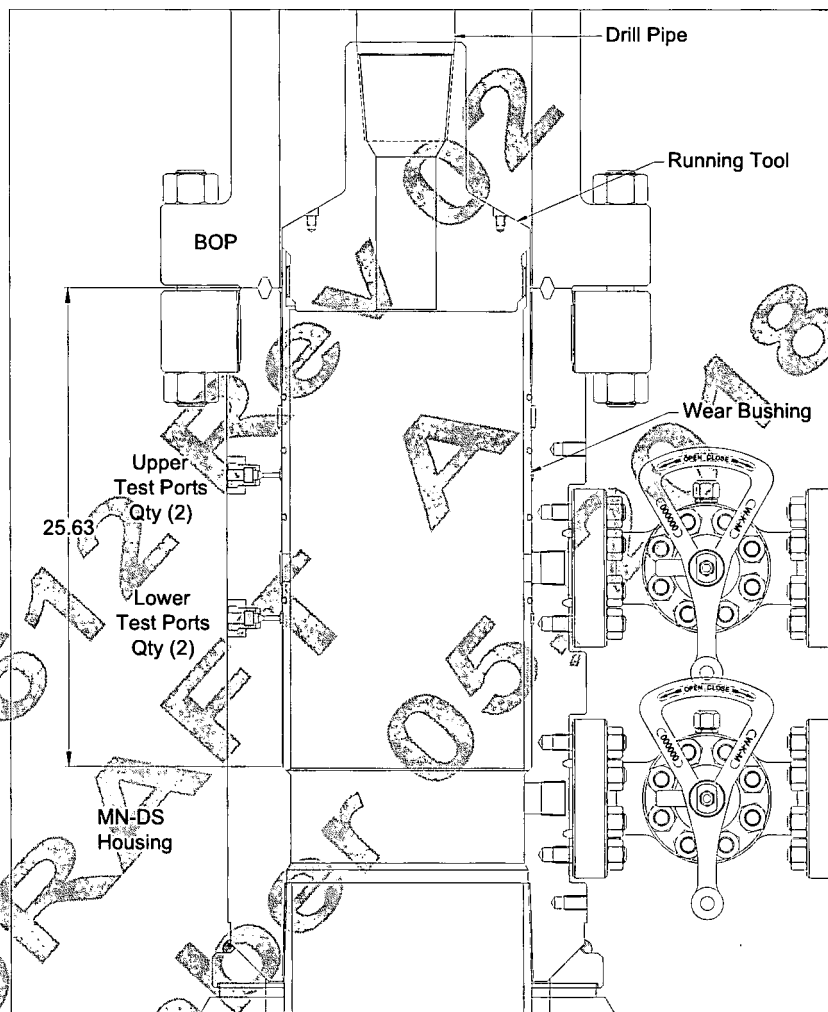 Drill Pipe
Running Tool
BOP
Wear Bushing
Upper
Test Ports
Qty (2)
25.63
Lower
Test Ports
Qty (2)
MN-DS
Housing
OPEN CLOSE
W-K-M
OPEN CLOSE
W-K-M